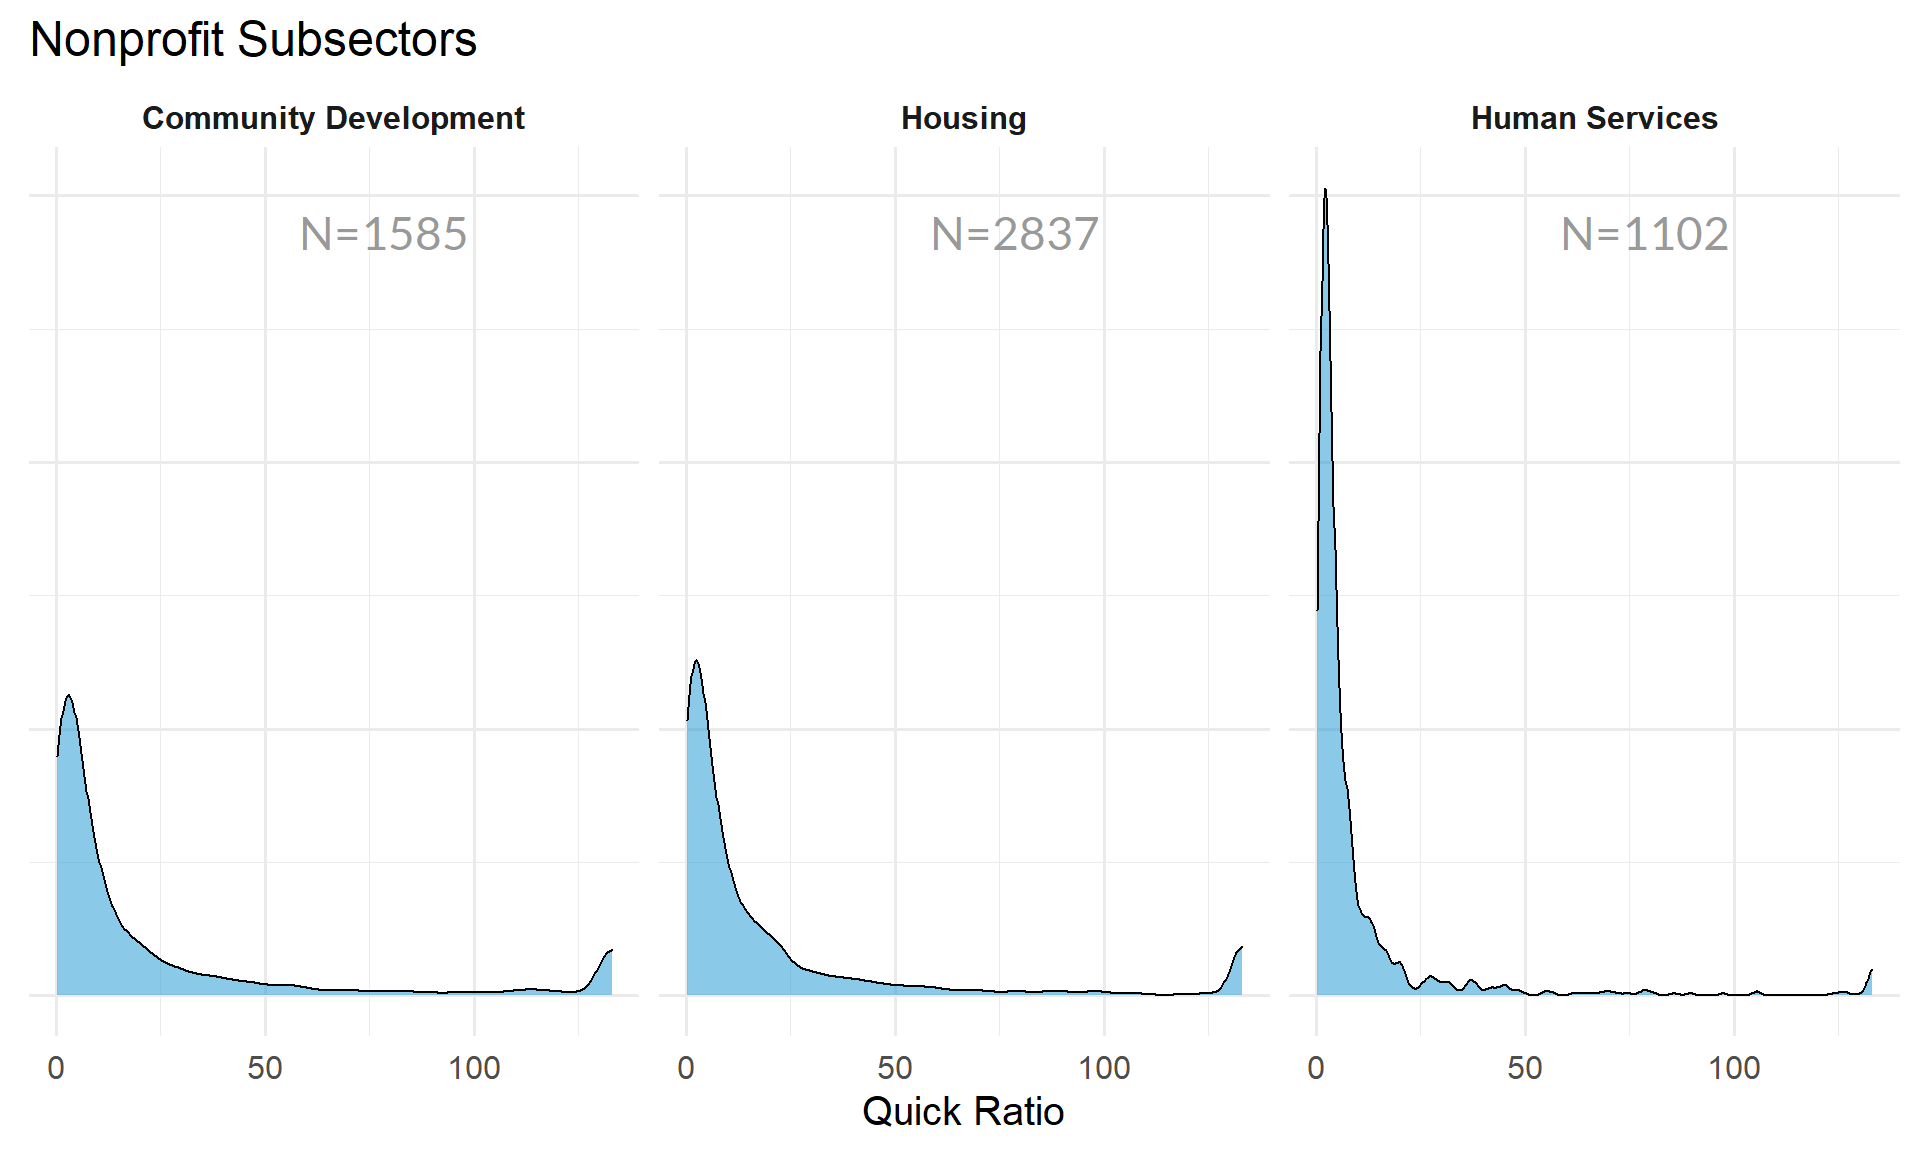 Nonprofit Subsectors
Community Development Housing Human Services
N=1585 N=2837 N=1102
0 50 100 0 50 100 0 50 100
Quick Ratio